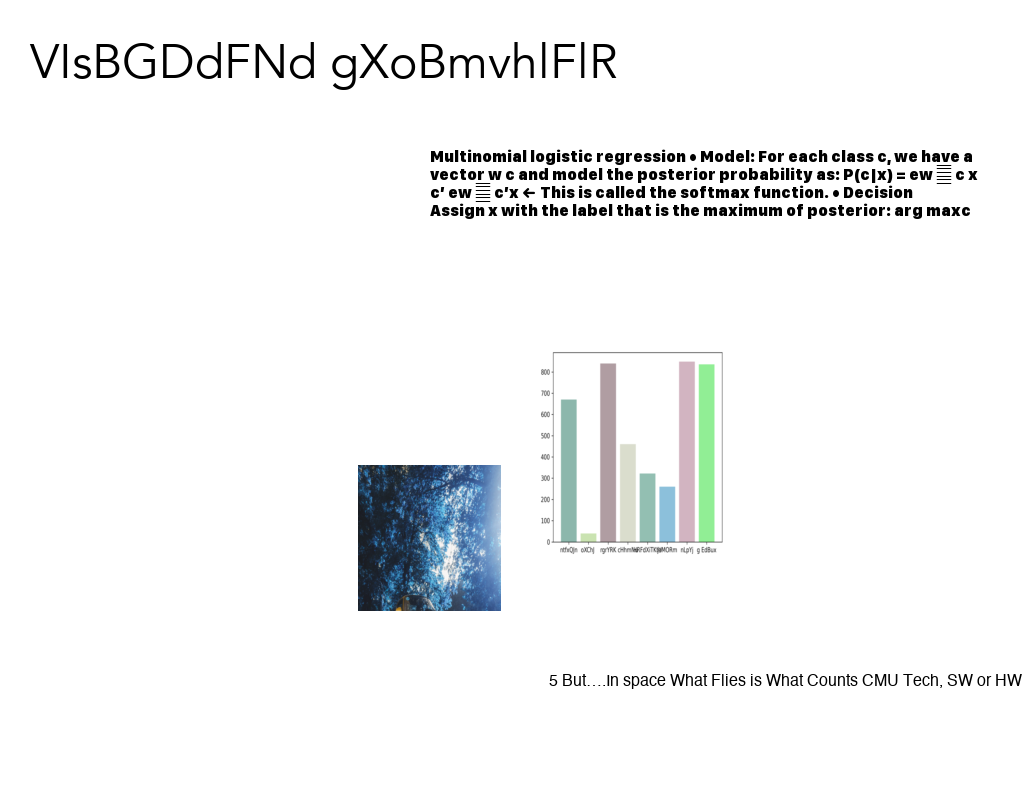 VIsBGDdFNd gXoBmvhlFlR
Multinomial logistic regression • Model: For each class c, we have a
vector w c and model the posterior probability as: P(c|x) = ew c x
c′ ew c′x ← This is called the softmax function. • Decision
Assign x with the label that is the maximum of posterior: arg maxc
800
700
600
500
400
300
200
100
0
ntfvQjn oXChJ rgrYRK nLpYj g EdBux
5 But….In space What Flies is What Counts CMU Tech, SW or HW